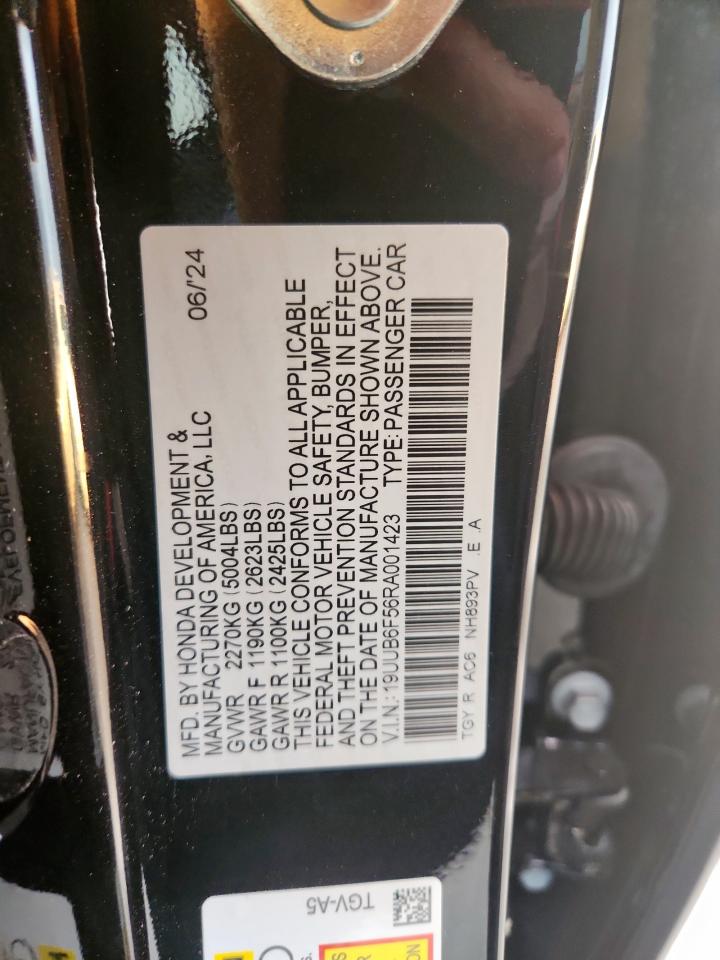 MFD. BY HONDA DEVELOPMENT &
MANUFACTURING OF AMERICA, LLC 06/'24
GVWR 2270KG (5004LBS)
GAWR F 1190KG (2623LBS)
GAWR R 1100KG (2425LBS)
THIS VEHICLE CONFORMS TO ALL APPLICABLE
FEDERAL MOTOR VEHICLE SAFETY, BUMPER,
AND THEFT PREVENTION STANDARDS IN EFFECT
ON THE DATE OF MANUFACTURE SHOWN ABOVE.
V.I.N.:19UUB6F56RA001423 TYPE:PASSENGER CAR
TGY R AC6 NH893PV .E .A
TGV-A5